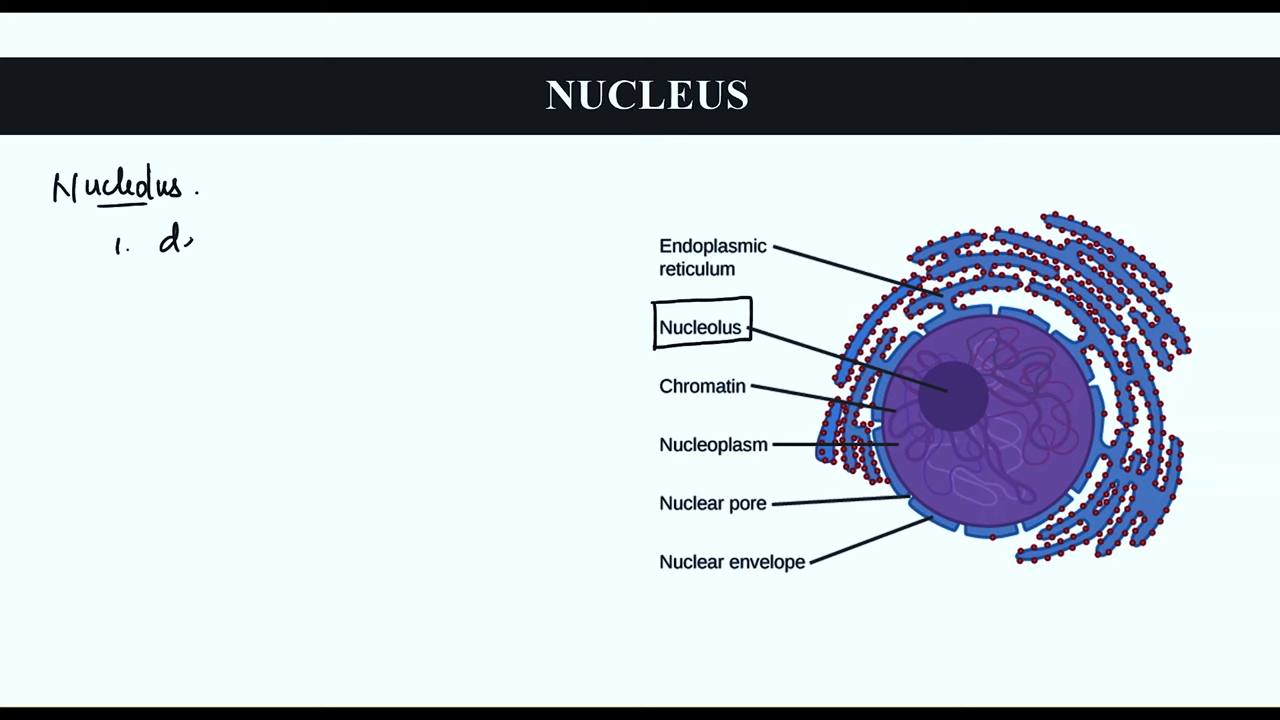 NUCLEUS
Nucleolus.
1. d
Endoplasmic
reticulum
Nucleolus
Chromatin
Nucleoplasm
Nuclear pore
Nuclear envelope